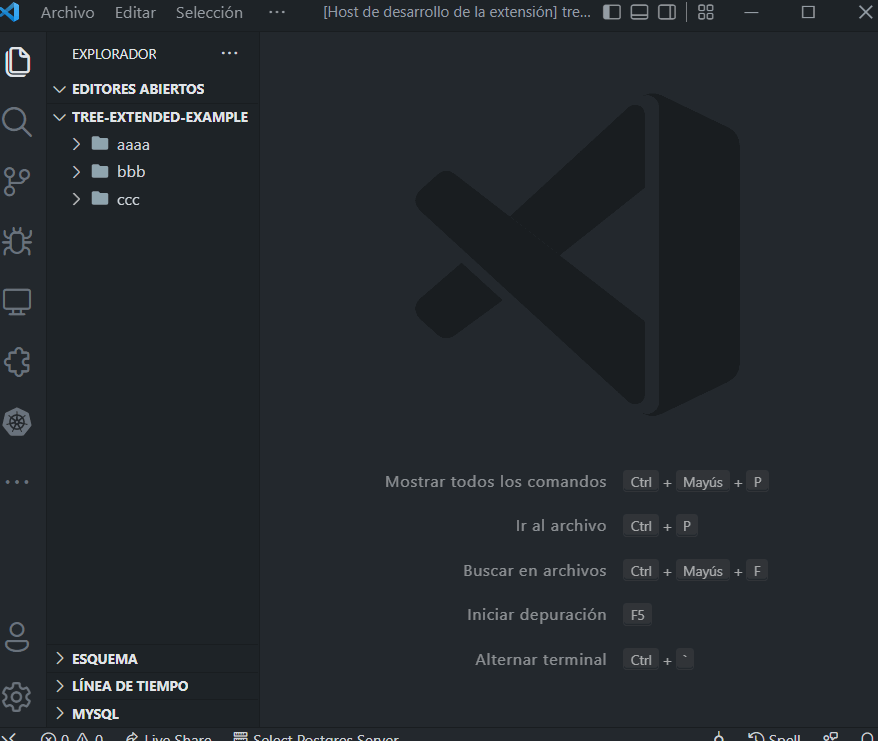 Archivo Editar Selección ··· [Host de desarrollo de la extensión] tre...
EXPLORADOR ···
EDITORES ABIERTOS
TREE-EXTENDED-EXAMPLE
aaaa
bbb
ccc
Mostrar todos los comandos Ctrl + Mayús + P
Ir al archivo Ctrl + P
Buscar en archivos Ctrl + Mayús + F
Iniciar depuración F5
Alternar terminal Ctrl + `
ESQUEMA
LÍNEA DE TIEMPO
MYSQL
0 0 Live Share Select Postgres Server Spell